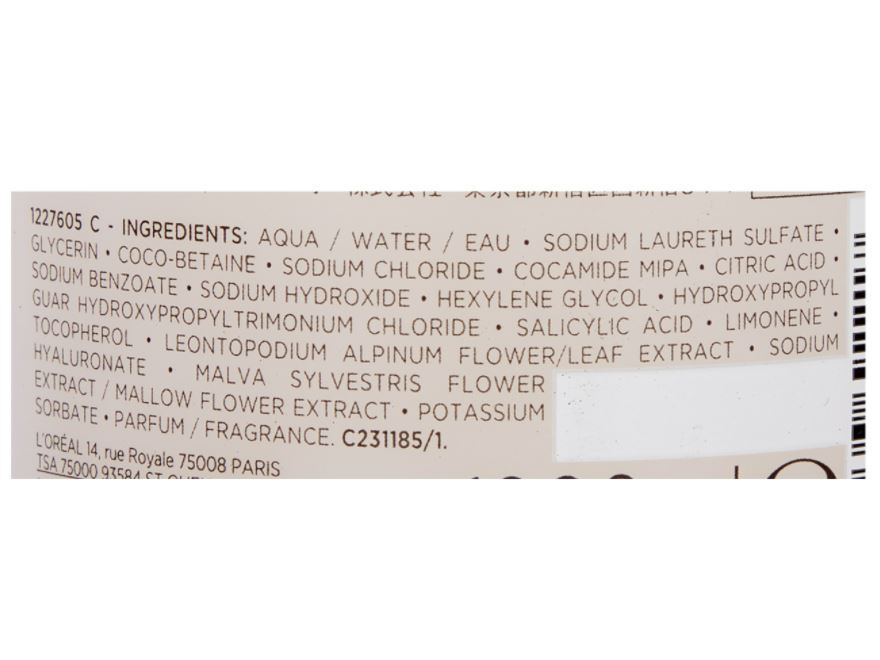 1227605 C - INGREDIENTS: AQUA / WATER / EAU • SODIUM LAURETH SULFATE •
GLYCERIN • COCO-BETAINE • SODIUM CHLORIDE • COCAMIDE MIPA • CITRIC ACID •
SODIUM BENZOATE • SODIUM HYDROXIDE • HEXYLENE GLYCOL • HYDROXYPROPYL
GUAR HYDROXYPROPYLTRIMONIUM CHLORIDE • SALICYLIC ACID • LIMONENE •
TOCOPHEROL • LEONTOPODIUM ALPINUM FLOWER/LEAF EXTRACT • SODIUM
HYALURONATE • MALVA SYLVESTRIS FLOWER
EXTRACT / MALLOW FLOWER EXTRACT • POTASSIUM
SORBATE • PARFUM / FRAGRANCE. C231185/1.
L'ORÉAL 14, rue Royale 75008 PARIS
TSA 75000 93584